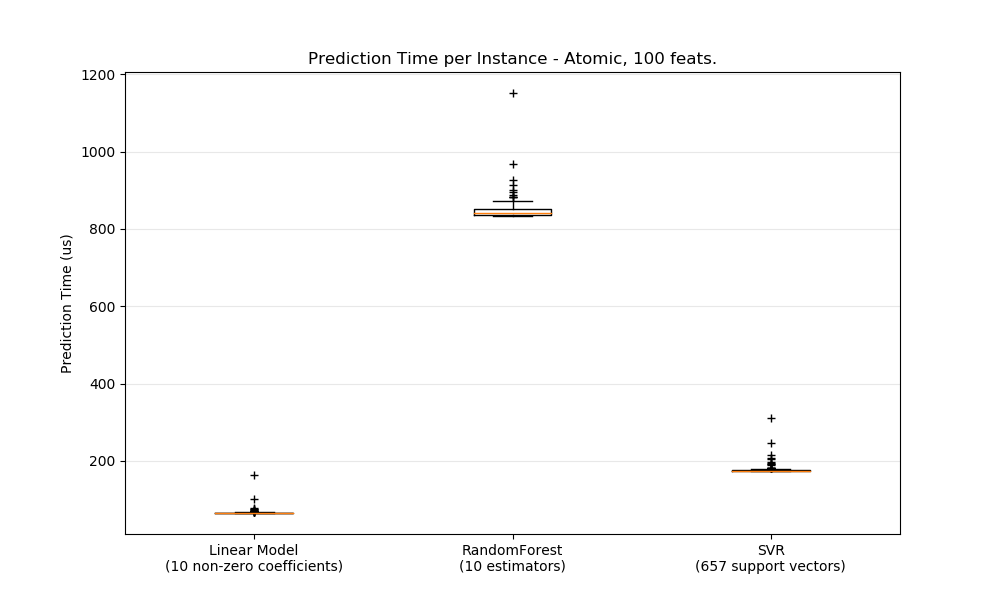 Prediction Time per Instance - Atomic, 100 feats.
1200
1000
800
600
400
200
Prediction Time (us)
Linear Model
(10 non-zero coefficients)
RandomForest
(10 estimators)
SVR
(657 support vectors)